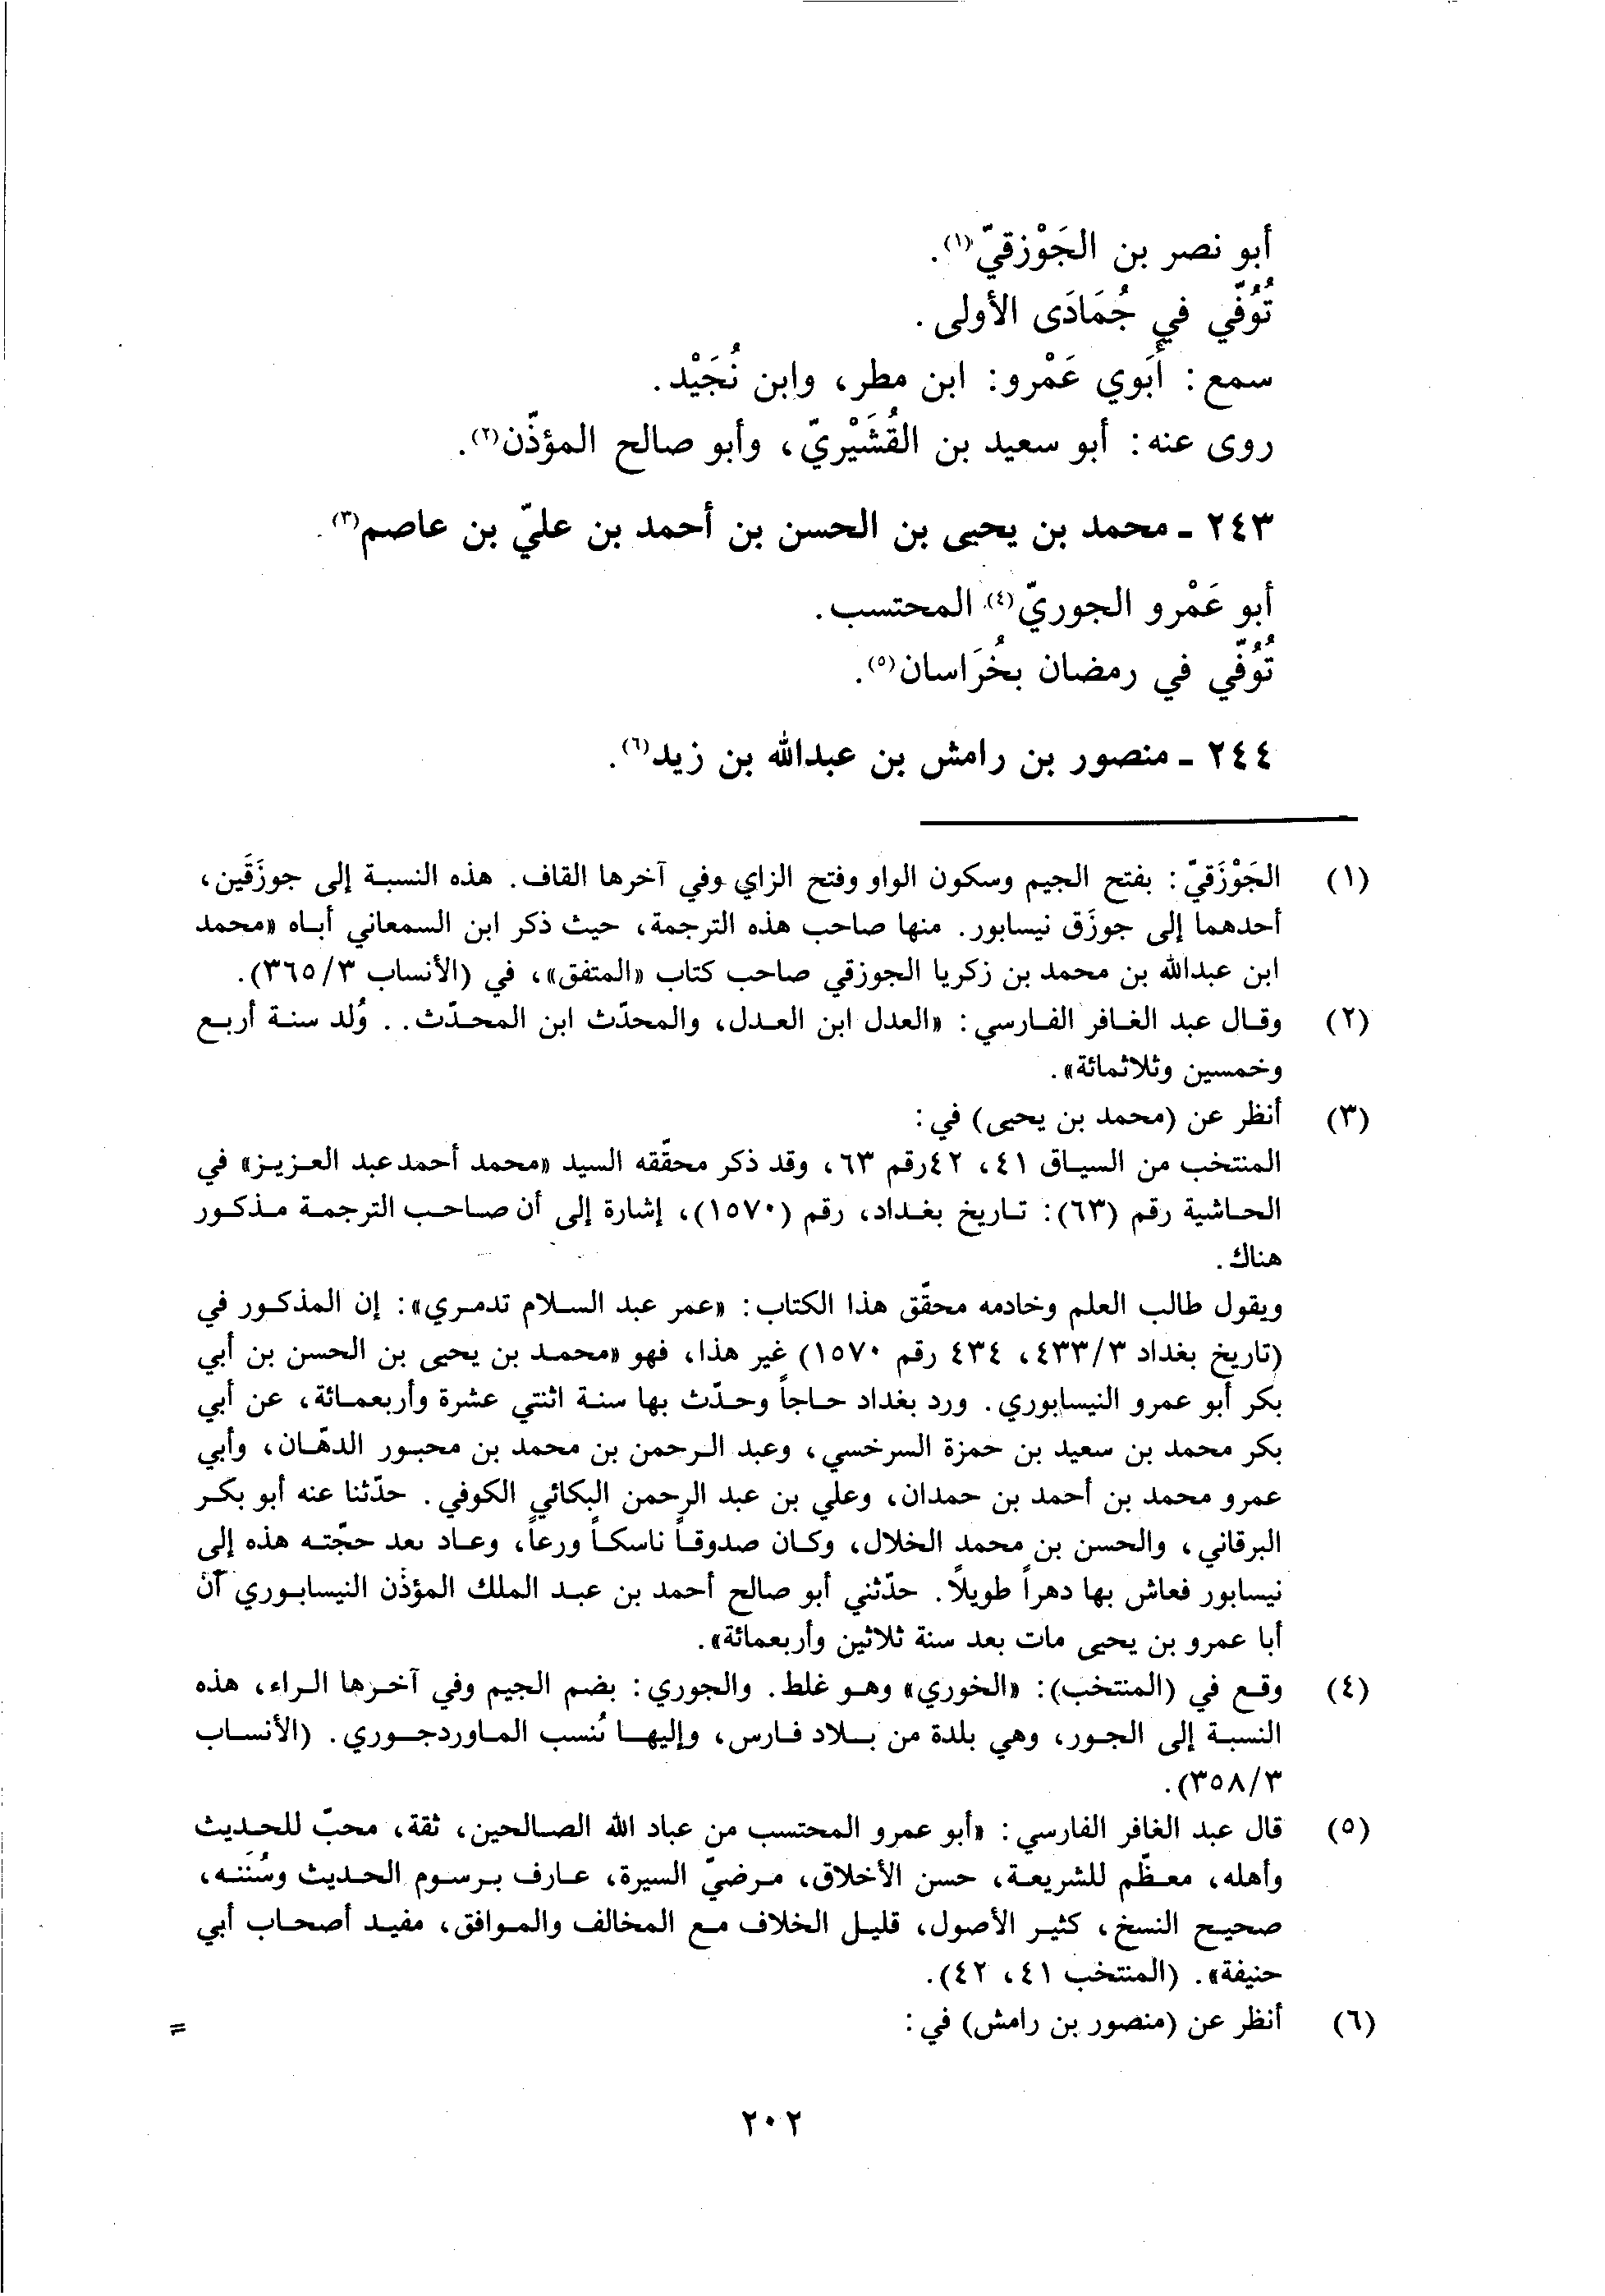 أبو نصر بن الجَوْزقيّ(١).
تُوُفّي في جُمَادَى الأولى.
سمع: أَبوي عَمْرو: ابن مطر، وابن نُجَيْد.
روى عنه: أبو سعيد بن القُشَيْريّ، وأبو صالح المؤذّن(٢).
٢٤٣ ـ محمد بن يحيى بن الحسن بن أحمد بن عليّ بن عاصم(٣).
أبو عَمْرو الجوريّ(٤) المحتسب.
تُوُفّي في رمضان بخُرَاسان(٥).
٢٤٤ ـ منصور بن رامش بن عبدالله بن زيد(٦).
(١) الجَوْزَقيّ: بفتح الجيم وسكون الواو وفتح الزاي وفي آخرها القاف. هذه النسبة إلى جوزَقَين،
أحدهما إلى جوزَق نيسابور. منها صاحب هذه الترجمة، حيث ذكر ابن السمعاني أباه «محمد
ابن عبدالله بن محمد بن زكريا الجوزقي صاحب كتاب «المتفق»، في (الأنساب ٣/٣٦٥).
(٢) وقال عبد الغافر الفارسي: «العدل ابن العدل، والمحدّث ابن المحدّث.. وُلد سنة أربع
وخمسين وثلاثمائة».
(٣) أنظر عن (محمد بن يحيى) في:
المنتخب من السياق ٤١، ٤٢رقم ٦٣، وقد ذكر محقّقه السيد «محمد أحمد عبد العزيز» في
الحاشية رقم (٦٣): تاريخ بغداد، رقم (١٥٧٠)، إشارة إلى أن صاحب الترجمة مذكور
هناك.
ويقول طالب العلم وخادمه محقّق هذا الكتاب: «عمر عبد السلام تدمري»: إن المذكور في
(تاريخ بغداد ٣/٤٣٣، ٤٣٤ رقم ١٥٧٠) غير هذا، فهو «محمد بن يحيى بن الحسن بن أبي
بكر أبو عمرو النيسابوري. ورد بغداد حاجاً وحدّث بها سنة اثنتي عشرة وأربعمائة، عن أبي
بكر محمد بن سعيد بن حمزة السرخسي، وعبد الرحمن بن محمد بن محبور الدهّان، وأبي
عمرو محمد بن أحمد بن حمدان، وعلي بن عبد الرحمن البكائي الكوفي. حدّثنا عنه أبو بكر
البرقاني، والحسن بن محمد الخلال، وكان صدوقاً ناسكاً ورعاً، وعاد بعد حجّته هذه إلى
نيسابور فعاش بها دهراً طويلاً. حدّثني أبو صالح أحمد بن عبد الملك المؤذّن النيسابوري أنّ
أبا عمرو بن يحيى مات بعد سنة ثلاثين وأربعمائة».
(٤) وقع في (المنتخب): «الخوري» وهو غلط. والجوري: بضم الجيم وفي آخرها الراء، هذه
النسبة إلى الجور، وهي بلدة من بلاد فارس، وإليها تُنسب الماوردجوري. (الأنساب
٣/٣٥٨).
(٥) قال عبد الغافر الفارسي: «أبو عمرو المحتسب من عباد الله الصالحين، ثقة، محبّ للحديث
وأهله، معظّم للشريعة، حسن الأخلاق، مرضيّ السيرة، عارف برسوم الحديث وسُنَنه،
صحيح النسخ، كثير الأصول، قليل الخلاف مع المخالف والموافق، مفيد أصحاب أبي
حنيفة». (المنتخب ٤١، ٤٢).
(٦) أنظر عن (منصور بن رامش) في:
=
٢٠٢